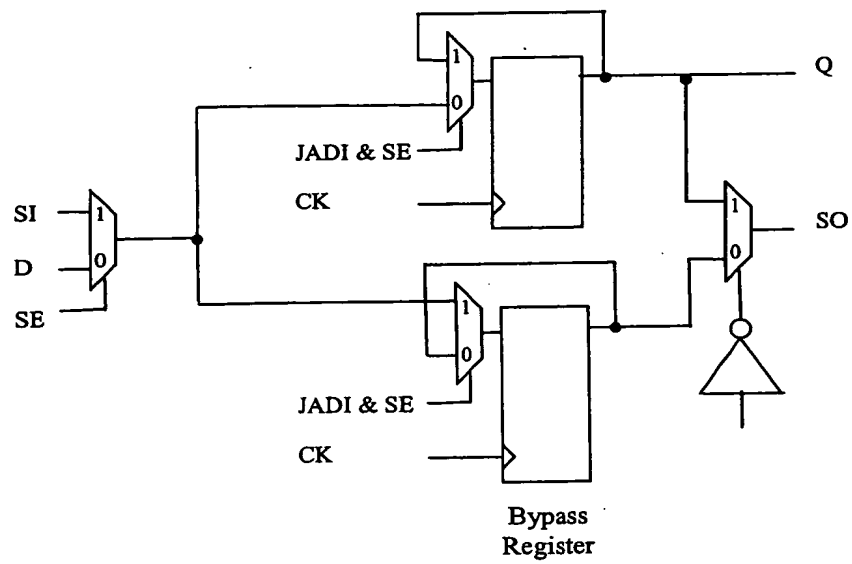 1
Q
0
JADI & SE
CK
SI
1
1
SO
D
0
0
SE
1
0
JADI & SE
CK
Bypass
Register